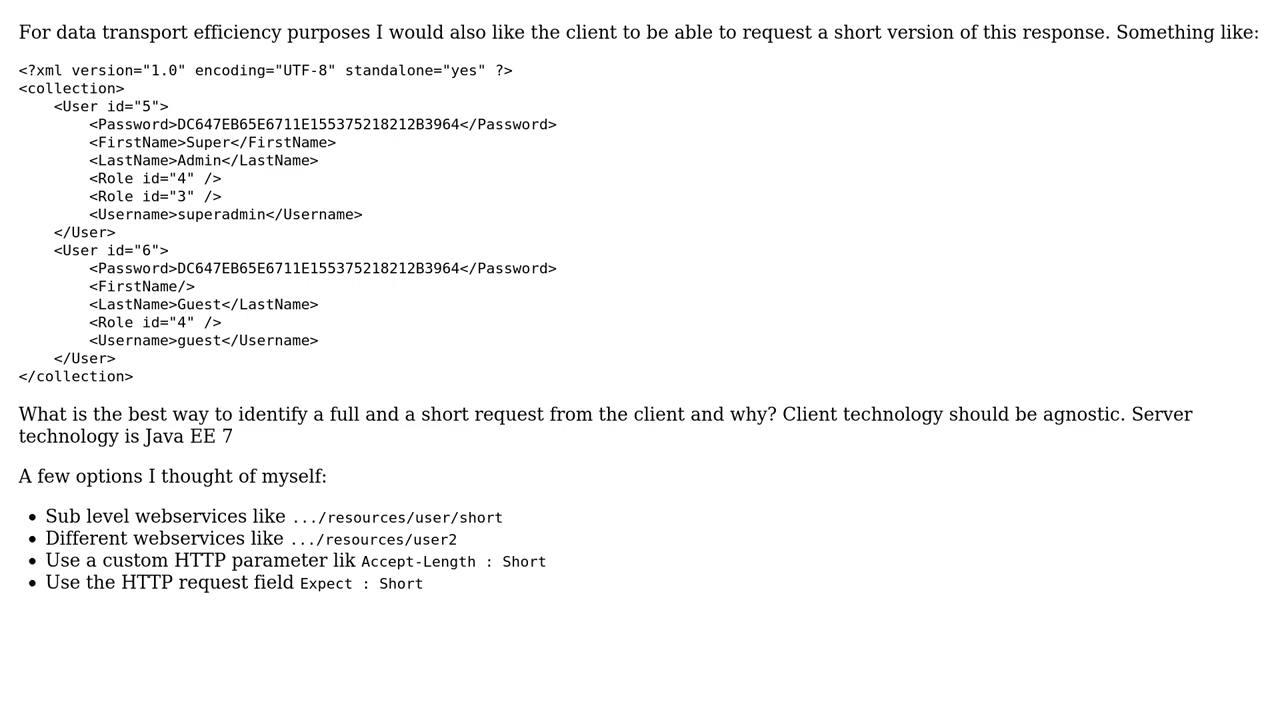 For data transport efficiency purposes I would also like the client to be able to request a short version of this response. Something like:
<?xml version="1.0" encoding="UTF-8" standalone="yes" ?>
<collection>
    <User id="5">
        <Password>DC647EB65E6711E155375218212B3964</Password>
        <FirstName>Super</FirstName>
        <LastName>Admin</LastName>
        <Role id="4" />
        <Role id="3" />
        <Username>superadmin</Username>
    </User>
    <User id="6">
        <Password>DC647EB65E6711E155375218212B3964</Password>
        <FirstName/>
        <LastName>Guest</LastName>
        <Role id="4" />
        <Username>guest</Username>
    </User>
</collection>
What is the best way to identify a full and a short request from the client and why? Client technology should be agnostic. Server
technology is Java EE 7
A few options I thought of myself:
• Sub level webservices like .../resources/user/short
• Different webservices like .../resources/user2
• Use a custom HTTP parameter lik Accept-Length : Short
• Use the HTTP request field Expect : Short